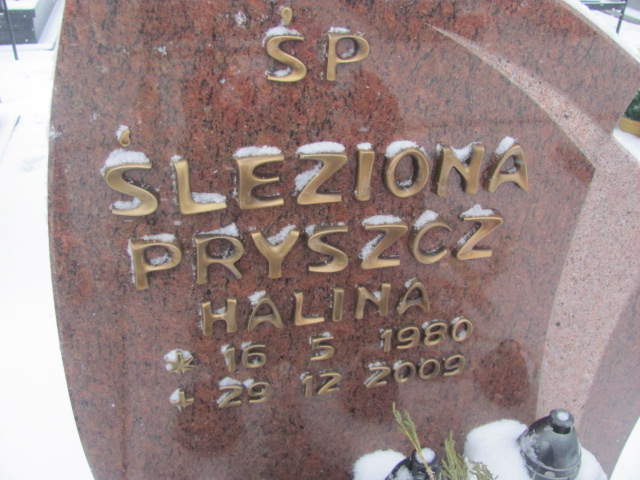 ŚP
ŚLEZIONA
PRYSZCZ
HALINA
* 16 5 1980
+ 29 12 2009